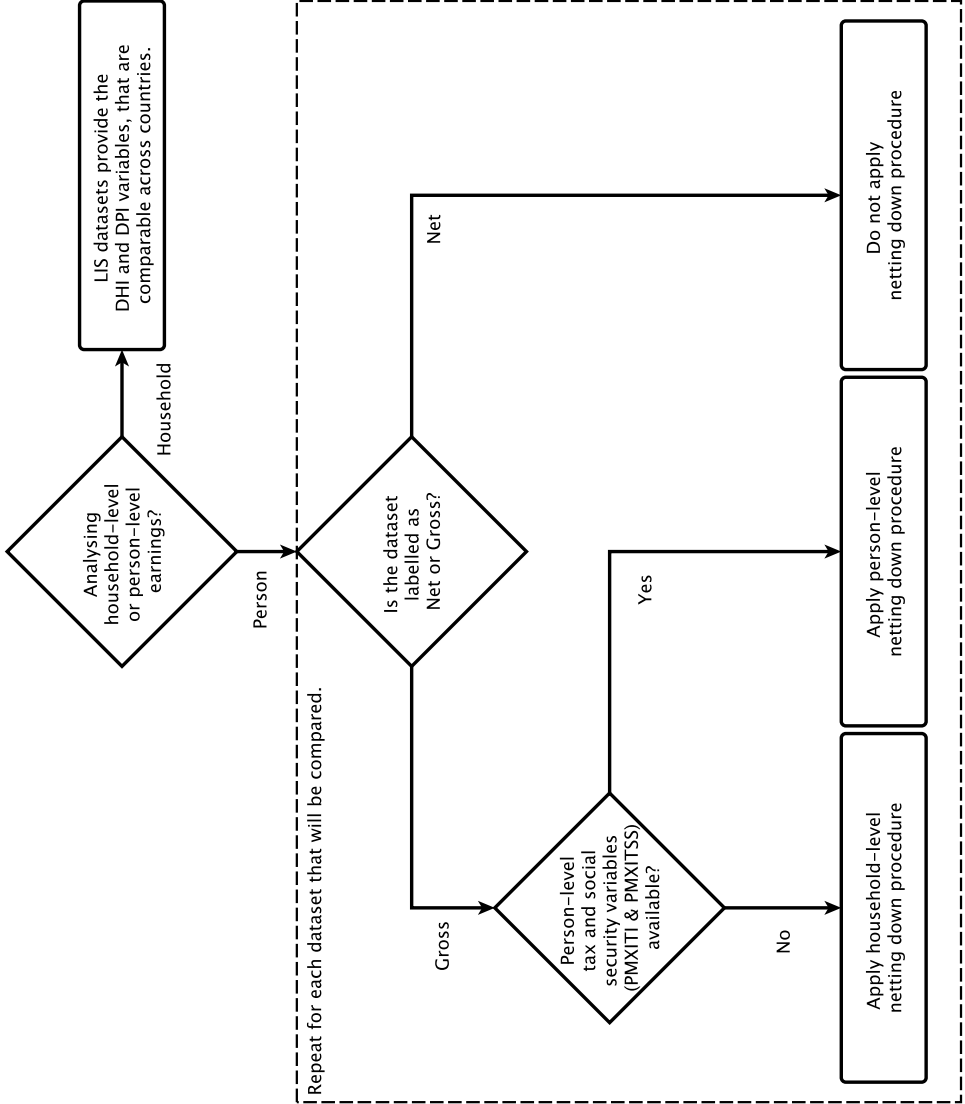 Analysing
household-level
or person-level
earnings?
Household
LIS datasets provide the
DHI and DPI variables, that are
comparable across countries.
Person
Repeat for each dataset that will be compared.
Is the dataset
labelled as
Net or Gross?
Gross
Net
Person-level
tax and social
security variables
(PMXITI & PMXITSS)
available?
No
Yes
Apply household-level
netting down procedure
Apply person-level
netting down procedure
Do not apply
netting down procedure